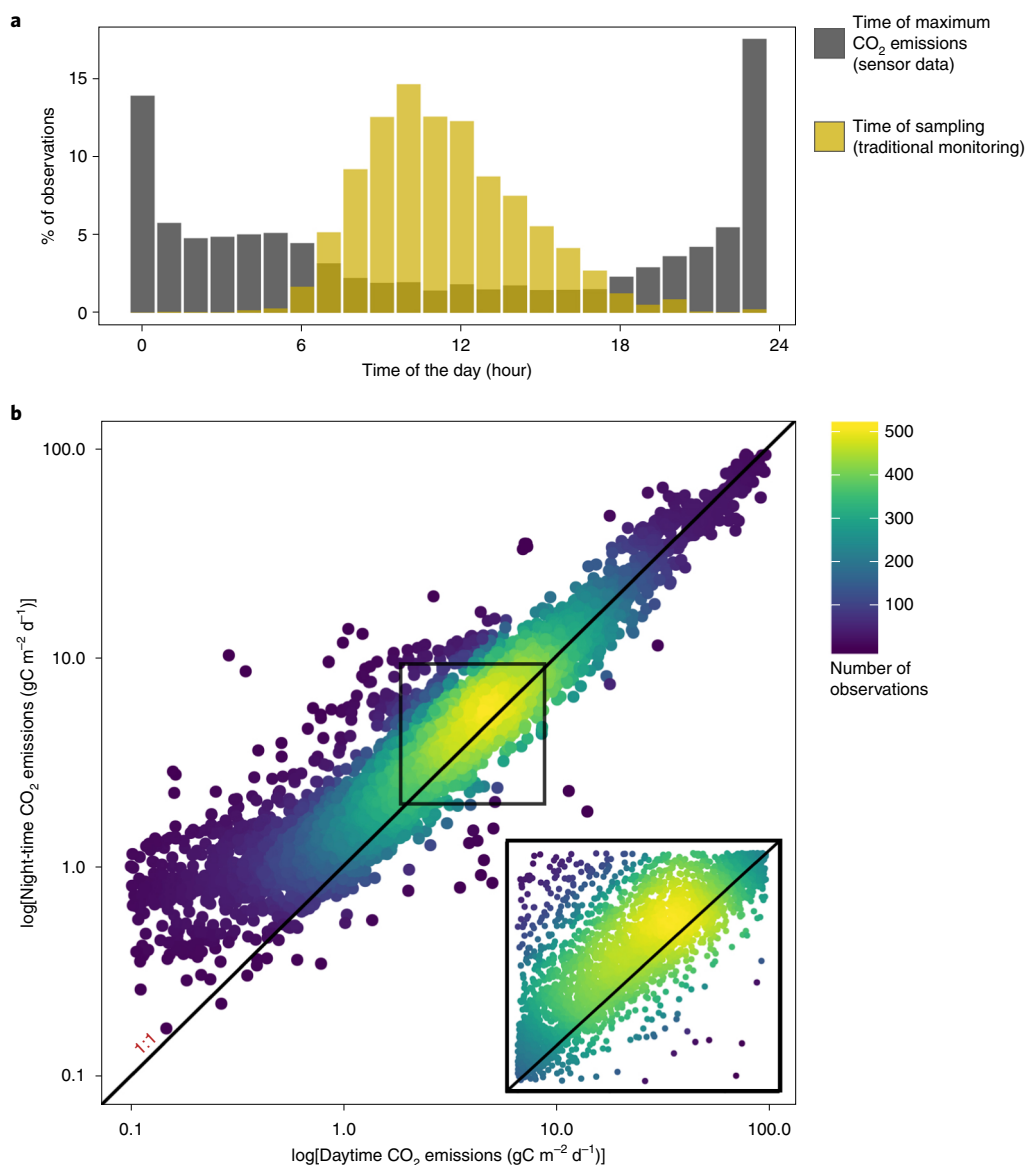 a
Time of maximum
CO₂ emissions
(sensor data)
Time of sampling
(traditional monitoring)
% of observations
15
10
5
0
0 6 12 18 24
Time of the day (hour)
b
log[Night-time CO₂ emissions (gC m⁻² d⁻¹)]
100.0
10.0
1.0
0.1
1:1
0.1 1.0 10.0 100.0
log[Daytime CO₂ emissions (gC m⁻² d⁻¹)]
500
400
300
200
100
Number of
observations